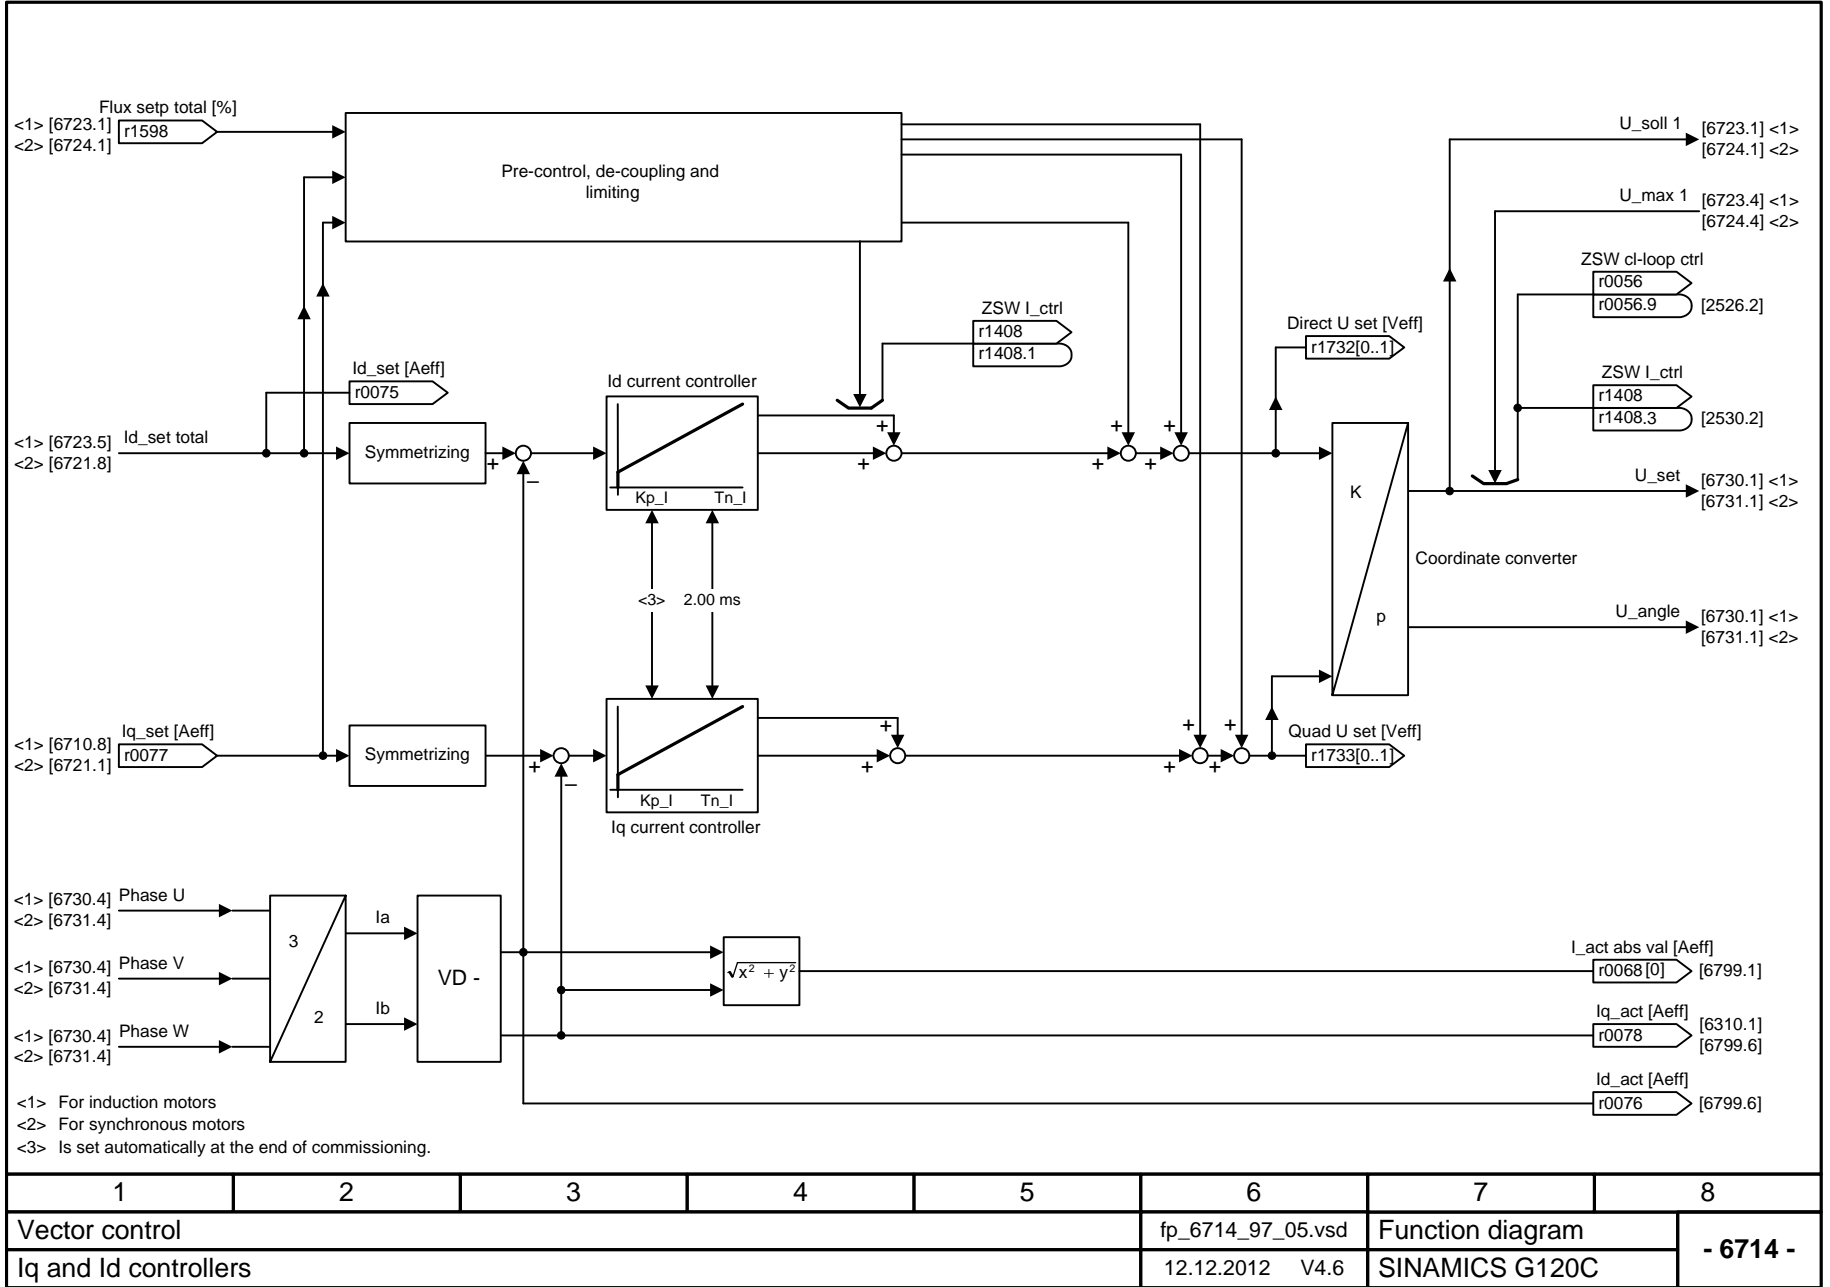 Flux setp total [%]
<1> [6723.1]
<2> [6724.1]
r1598
Pre-control, de-coupling and
limiting
U_soll 1
[6723.1] <1>
[6724.1] <2>
U_max 1
[6723.4] <1>
[6724.4] <2>
ZSW cl-loop ctrl
r0056
r0056.9
[2526.2]
ZSW I_ctrl
r1408
r1408.1
Direct U set [Veff]
r1732[0..1]
ZSW I_ctrl
r1408
r1408.3
[2530.2]
Id_set [Aeff]
r0075
Id current controller
<1> [6723.5]
<2> [6721.8]
Id_set total
Symmetrizing
+
–
Kp_I
Tn_I
+
+
+
+
+
+
K
p
U_set
[6730.1] <1>
[6731.1] <2>
Coordinate converter
<3>
2.00 ms
U_angle
[6730.1] <1>
[6731.1] <2>
Iq_set [Aeff]
<1> [6710.8]
<2> [6721.1]
r0077
Symmetrizing
+
–
Kp_I
Tn_I
Iq current controller
+
+
+
+
+
+
Quad U set [Veff]
r1733[0..1]
<1> [6730.4]
<2> [6731.4]
Phase U
<1> [6730.4]
<2> [6731.4]
Phase V
<1> [6730.4]
<2> [6731.4]
Phase W
3
2
Ia
Ib
VD -
√x² + y²
I_act abs val [Aeff]
r0068[0]
[6799.1]
Iq_act [Aeff]
r0078
[6310.1]
[6799.6]
Id_act [Aeff]
r0076
[6799.6]
<1> For induction motors
<2> For synchronous motors
<3> Is set automatically at the end of commissioning.
1 2 3 4 5 6 7 8
Vector control
fp_6714_97_05.vsd
Function diagram
- 6714 -
Iq and Id controllers
12.12.2012 V4.6
SINAMICS G120C